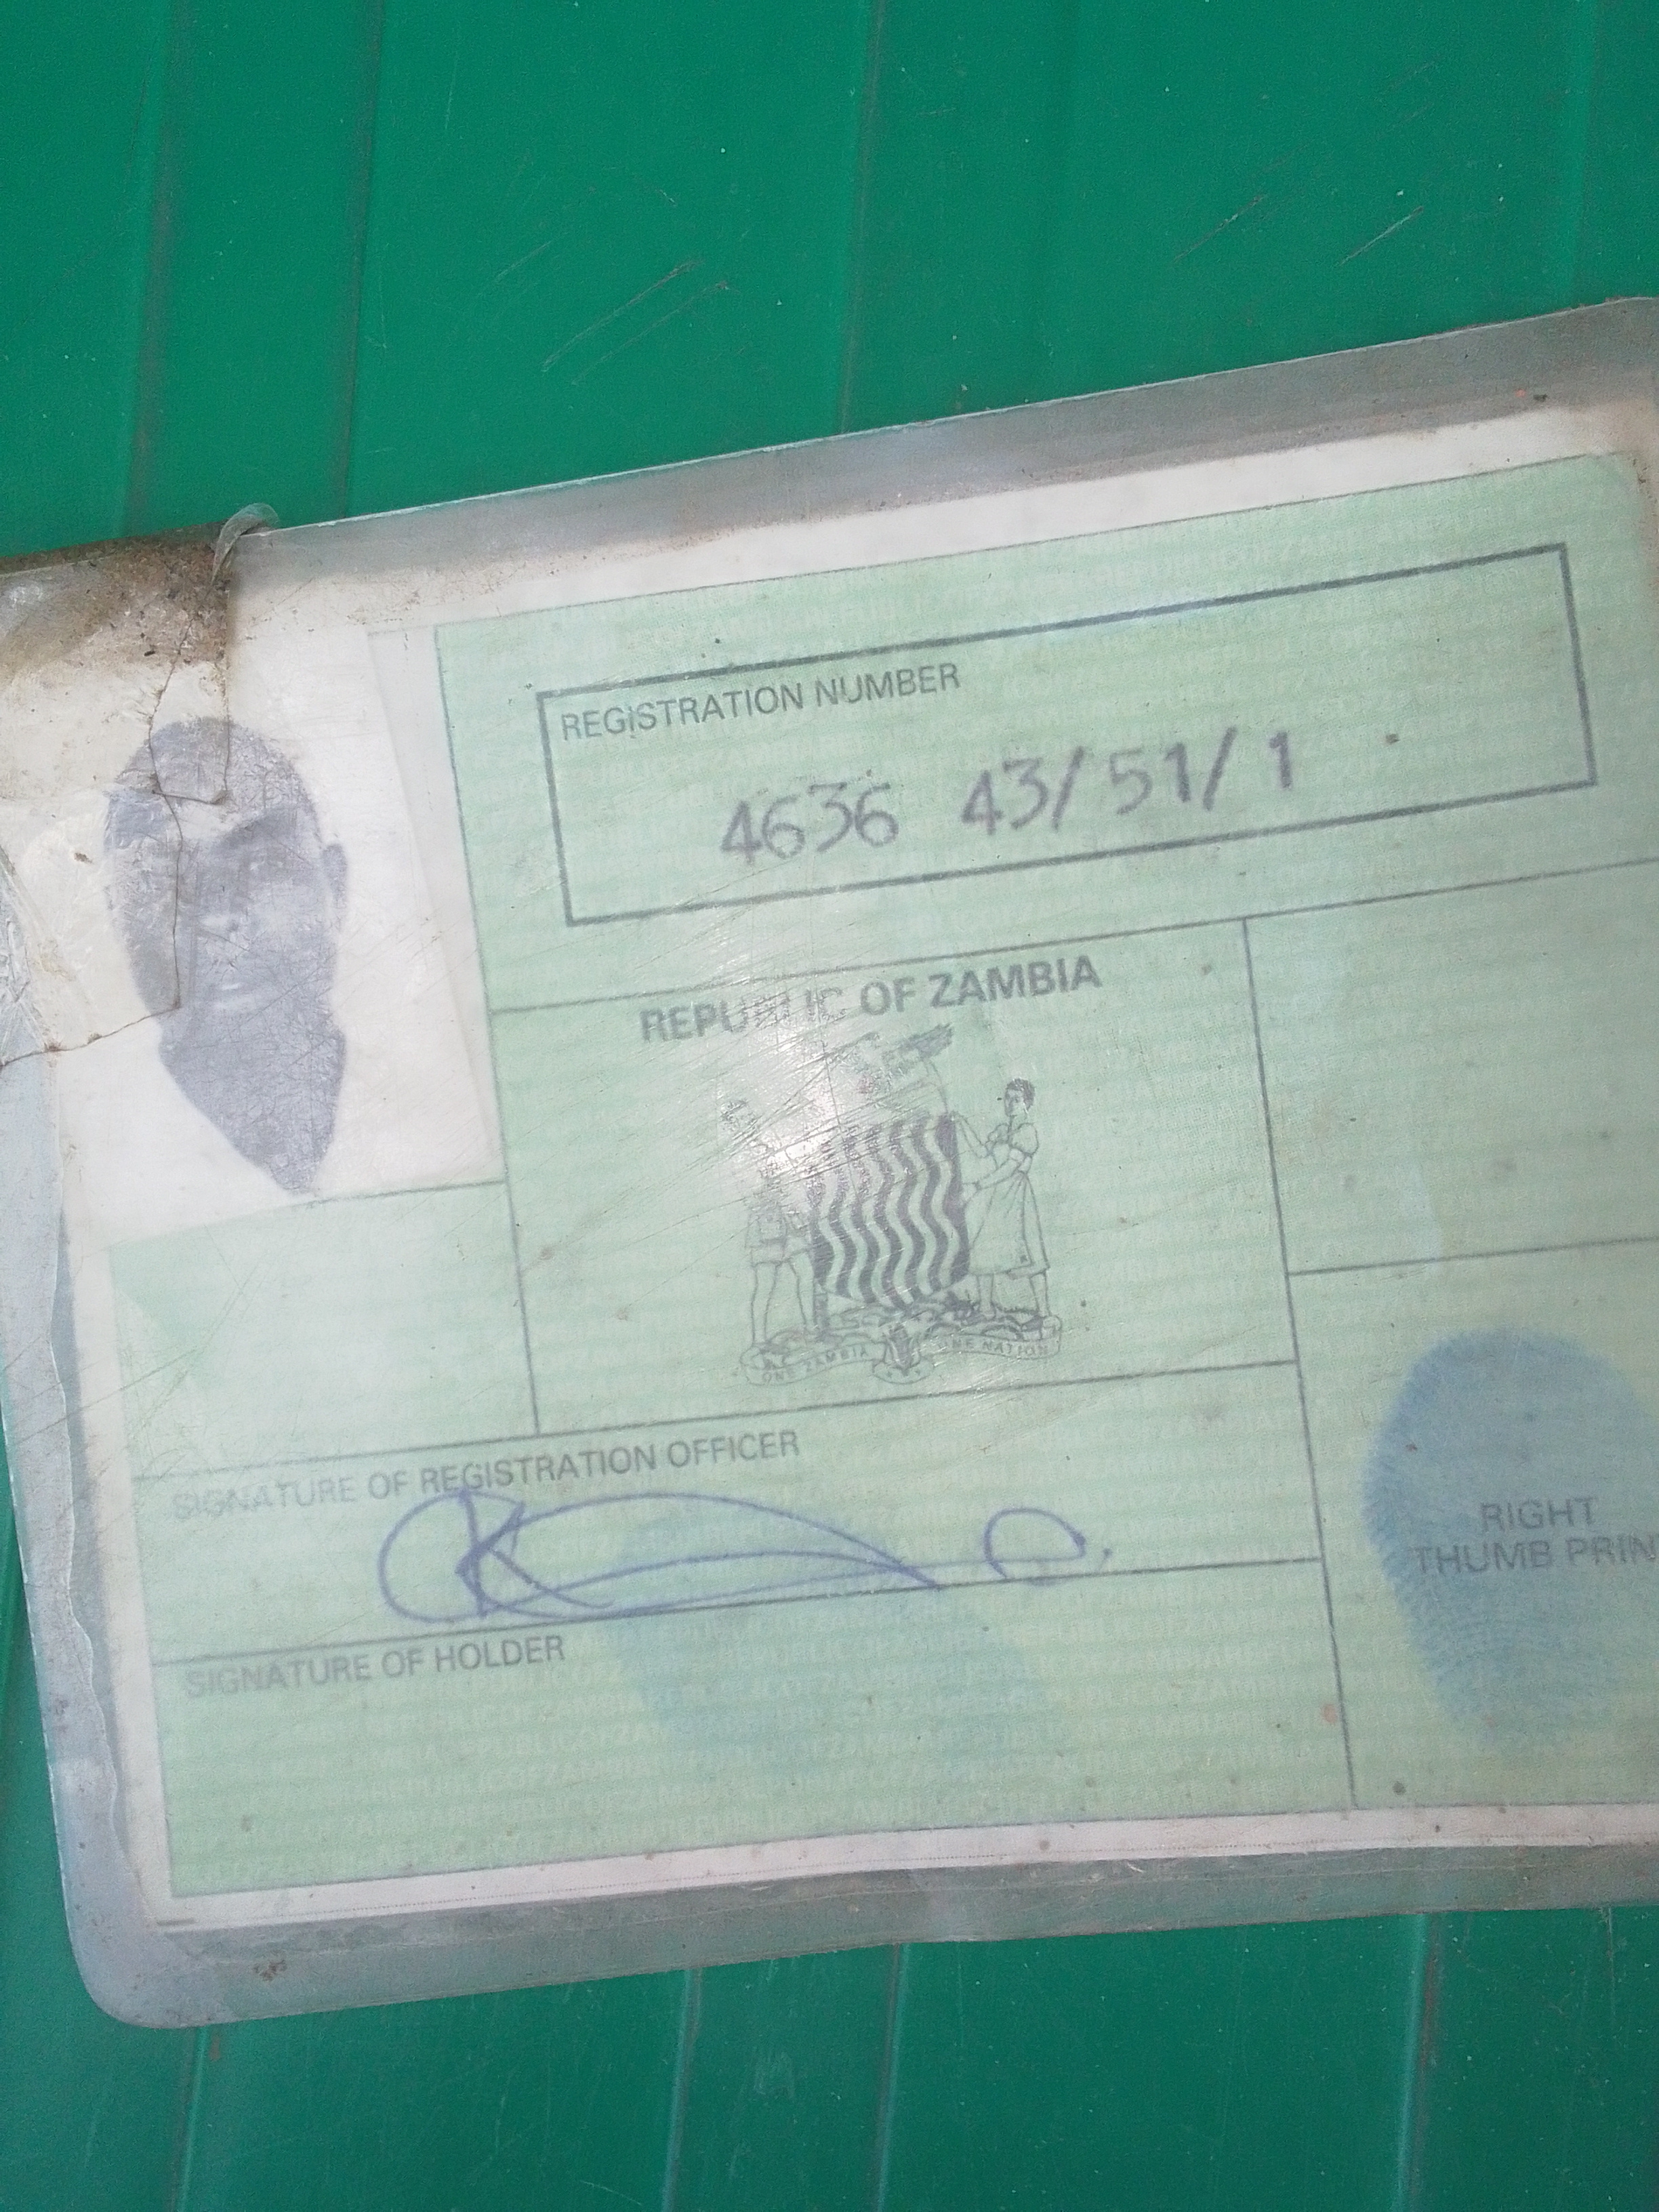 REGISTRATION NUMBER
4636 43/51/1
REPUBLIC OF ZAMBIA
ONE ZAMBIA ONE NATION
SIGNATURE OF REGISTRATION OFFICER
SIGNATURE OF HOLDER
RIGHT
THUMB PRIN